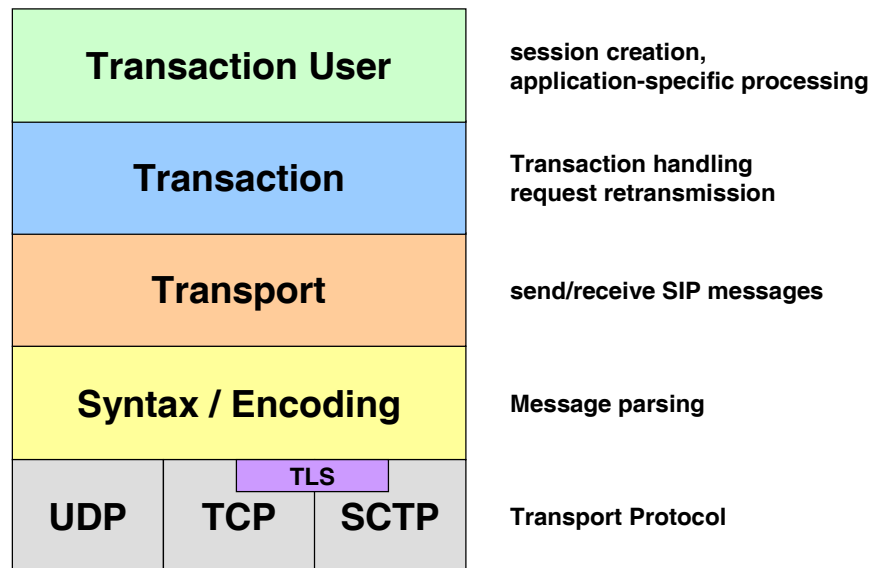 Transaction User
session creation,
application-specific processing
Transaction
Transaction handling
request retransmission
Transport
send/receive SIP messages
Syntax / Encoding
Message parsing
TLS
UDP
TCP
SCTP
Transport Protocol